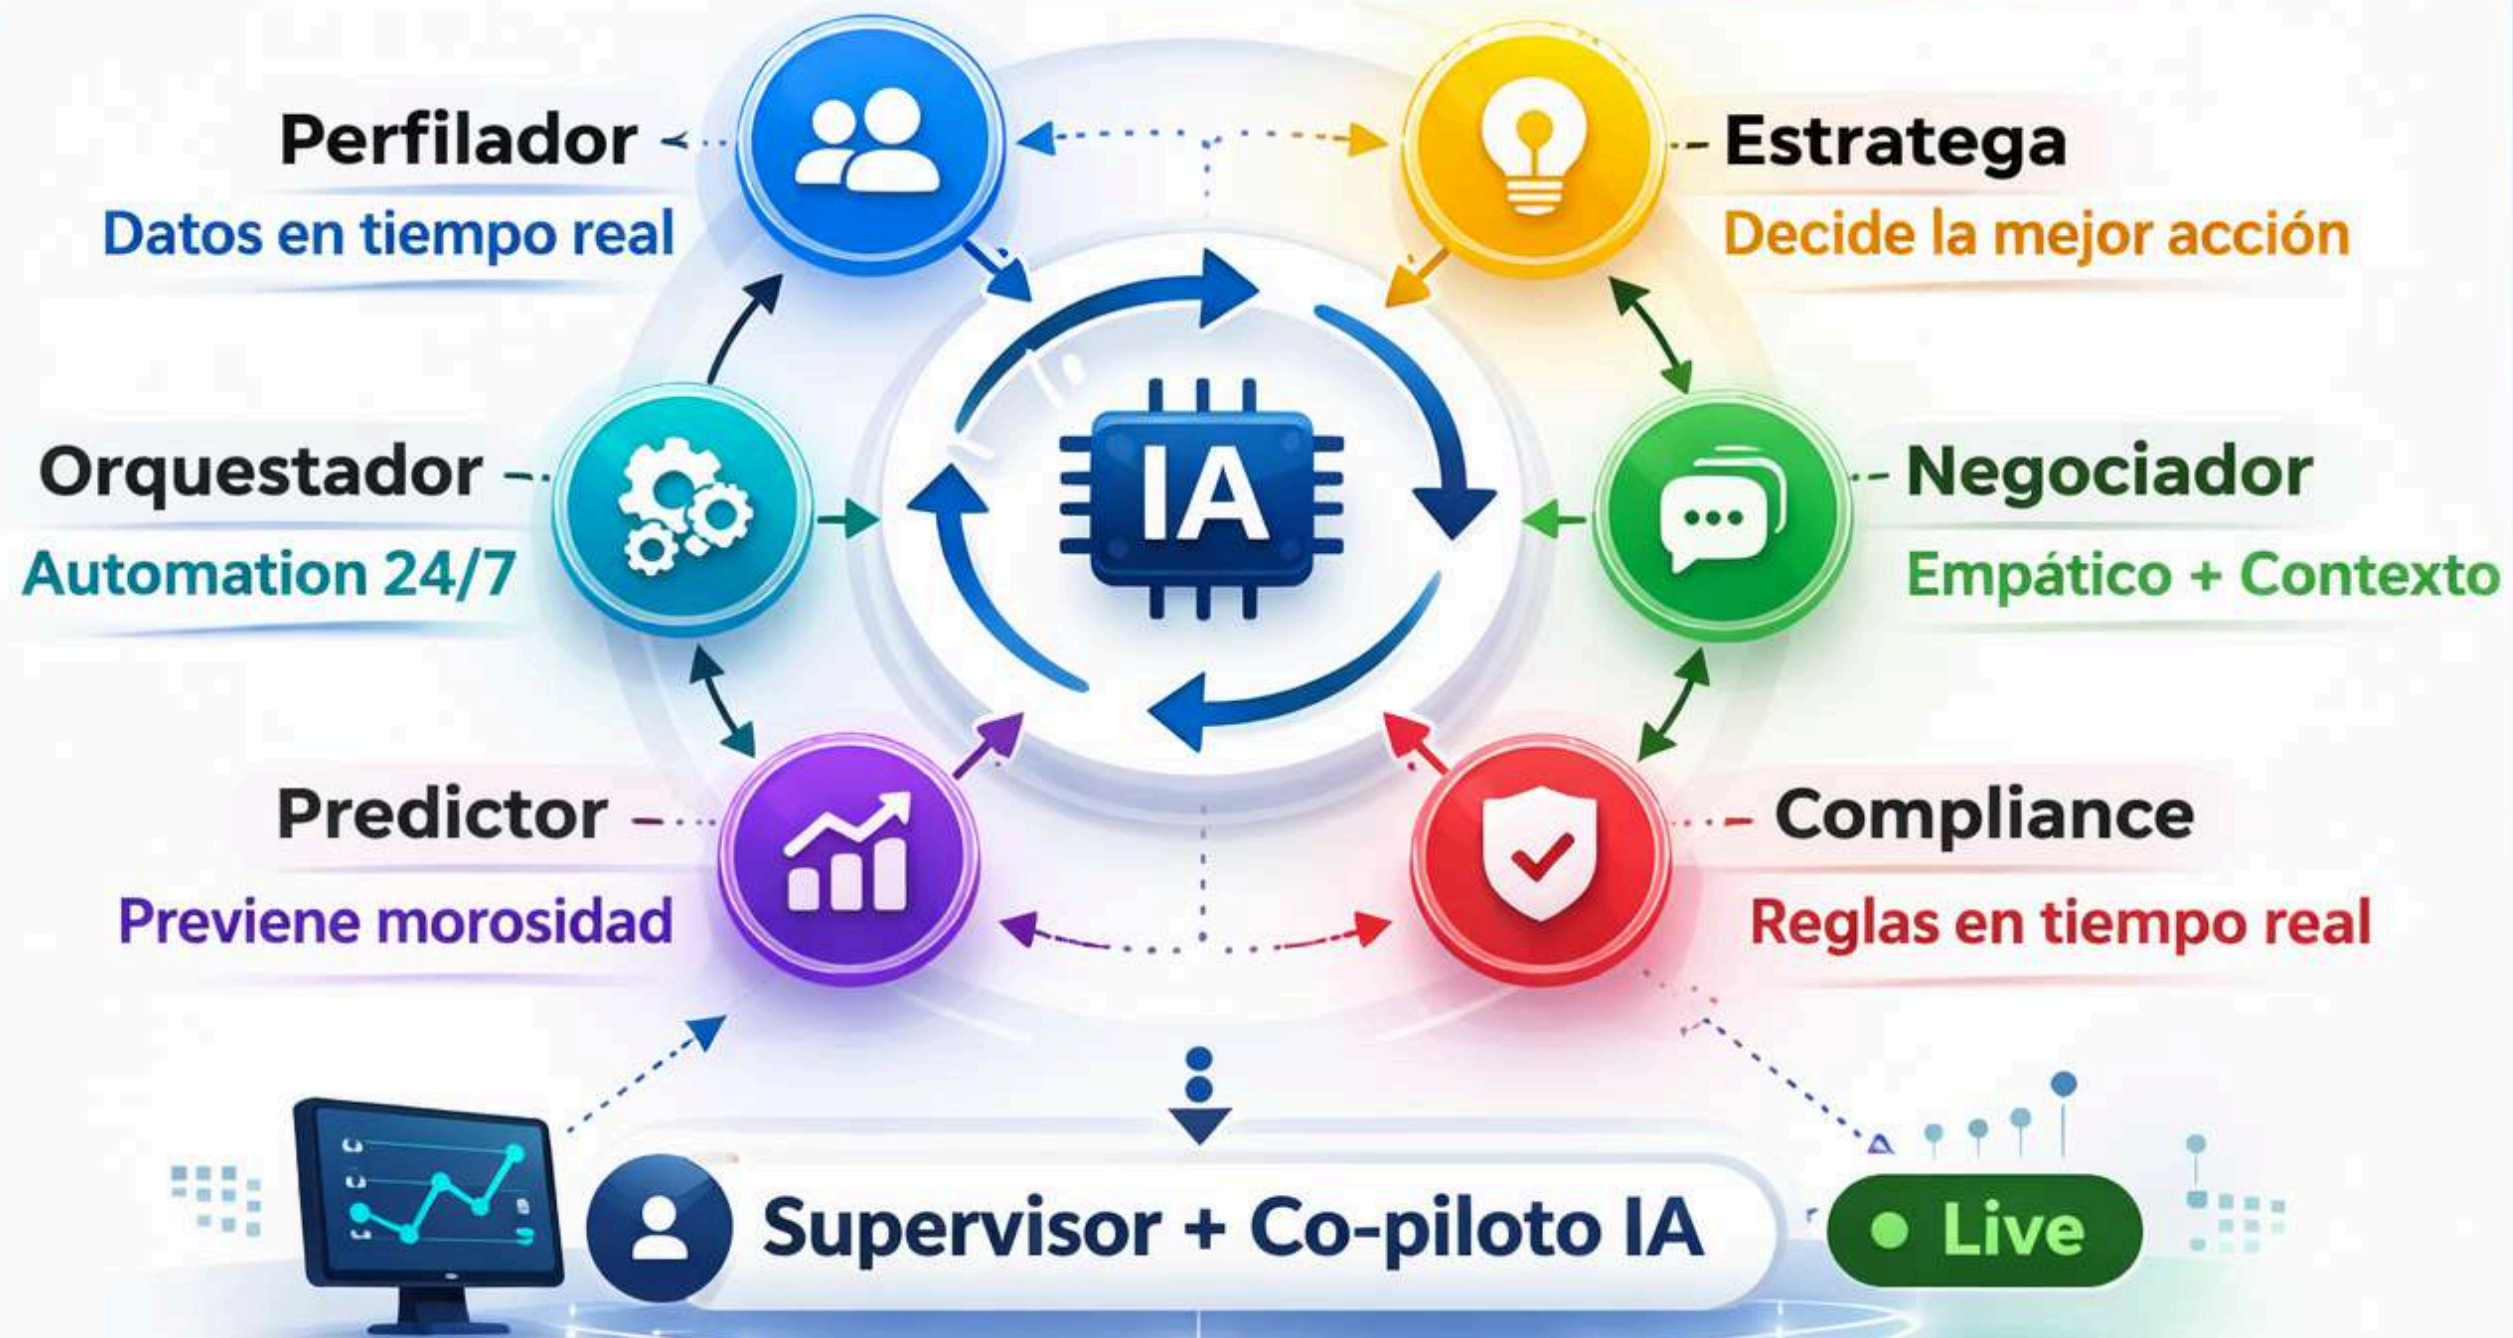 Perfilador
Datos en tiempo real
Estratega
Decide la mejor acción
Orquestador
Automation 24/7
IA
Negociador
Empático + Contexto
Predictor
Previene morosidad
Compliance
Reglas en tiempo real
Supervisor + Co-piloto IA
Live